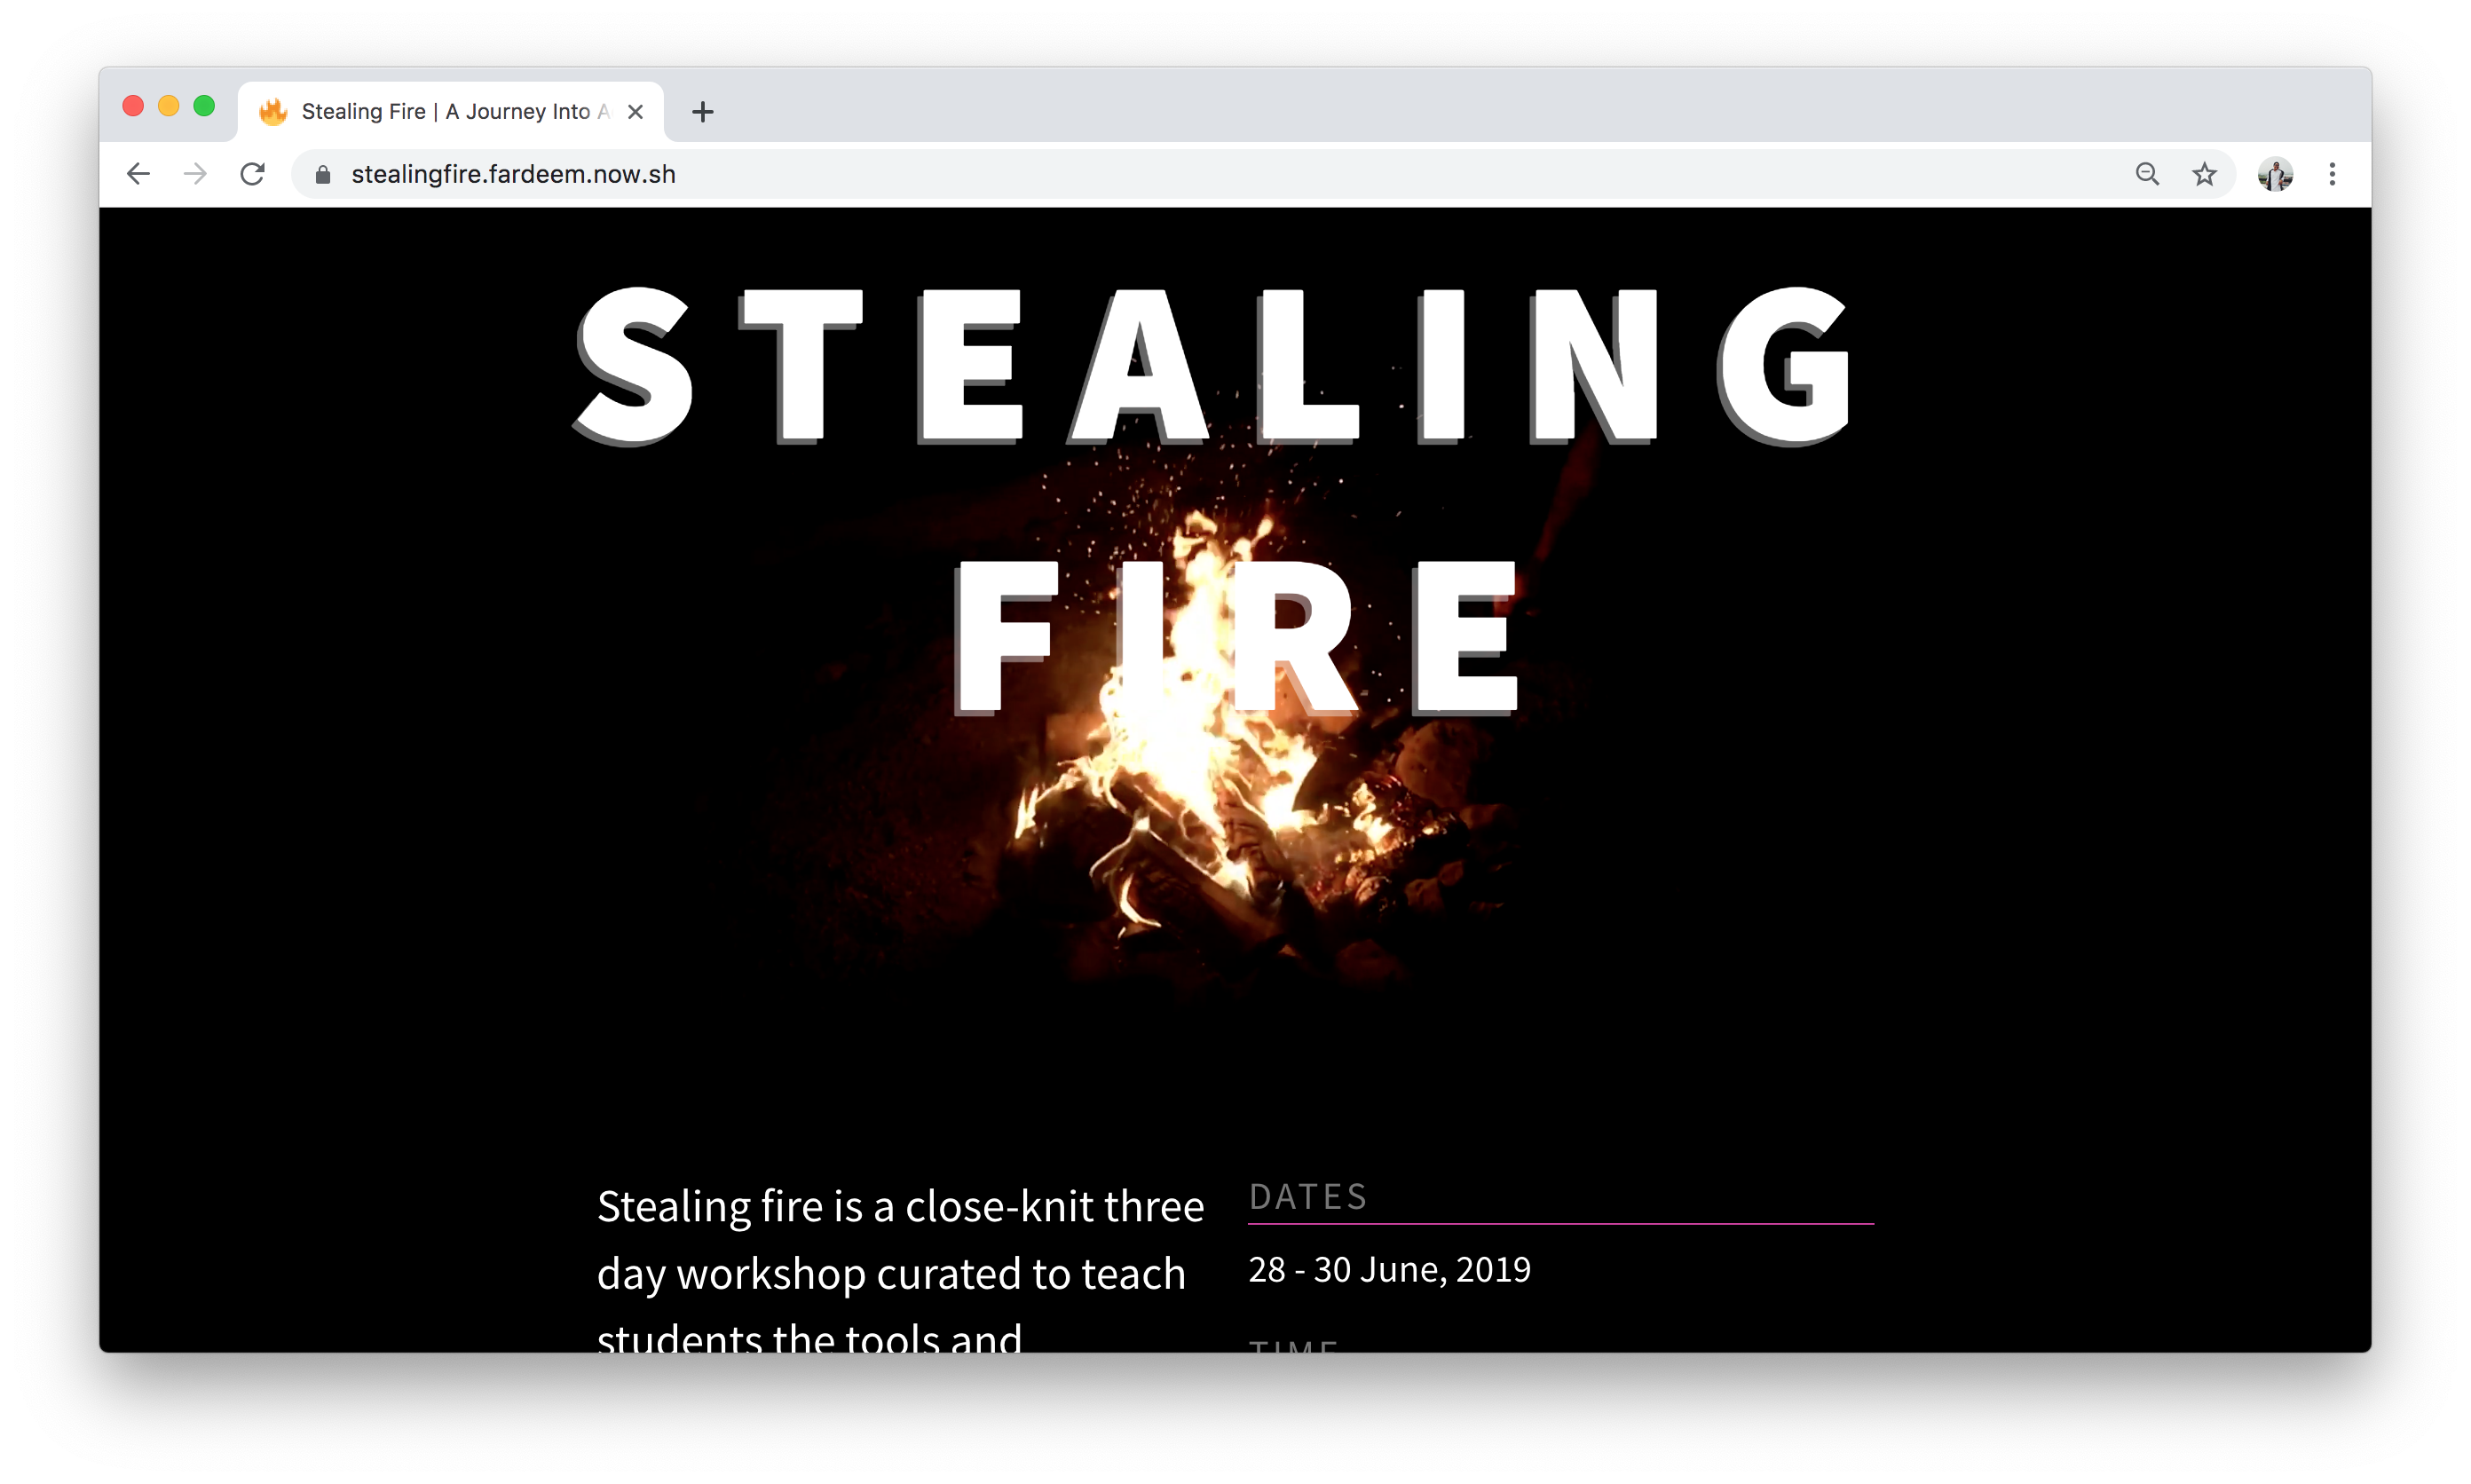 Stealing Fire | A Journey Into A
stealingfire.fardeem.now.sh
STEALING
FIRE
Stealing fire is a close-knit three
day workshop curated to teach
students the tools and
DATES
28 - 30 June, 2019
TIME